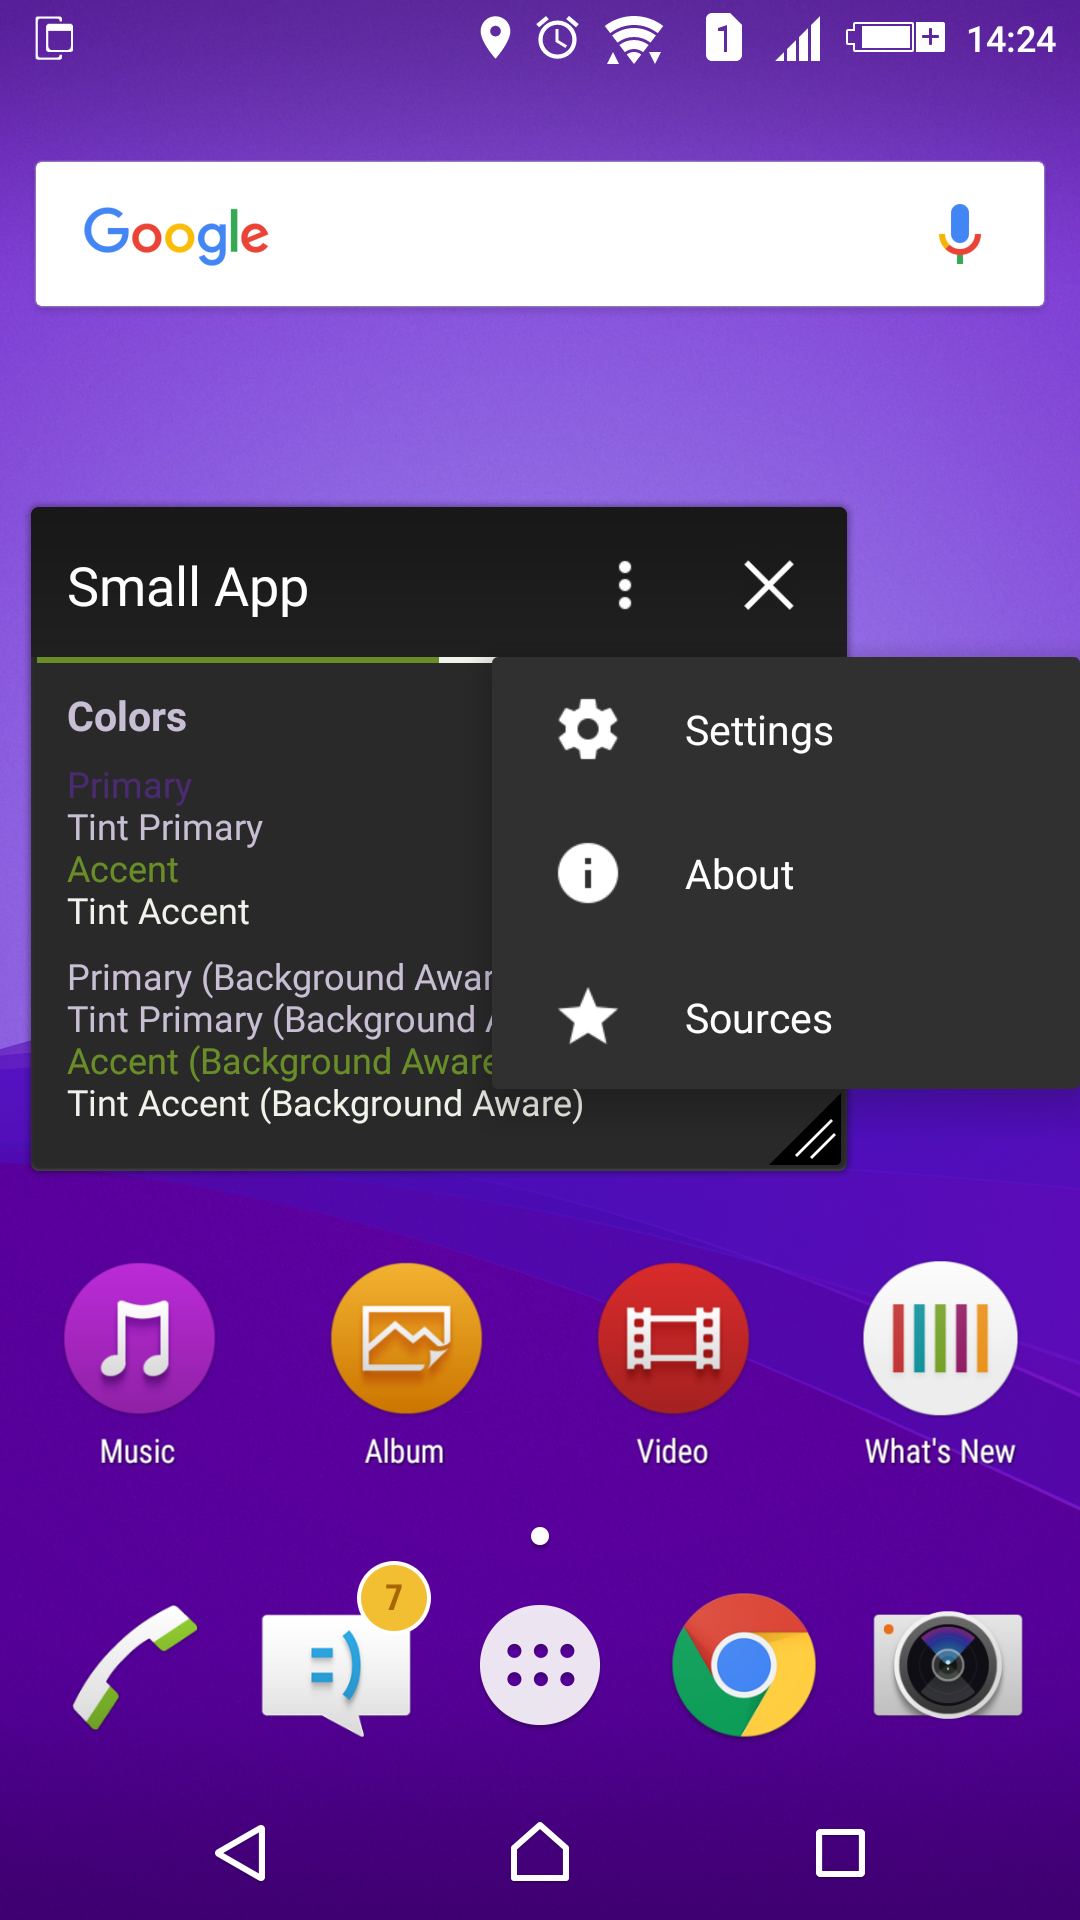 1 14:24
Google
Small App
Colors
Primary
Tint Primary
Accent
Tint Accent
Primary (Background Awar
Tint Primary (Background
Accent (Background Aware
Tint Accent (Background Aware)
Settings
About
Sources
Music Album Video What's New
7
:)